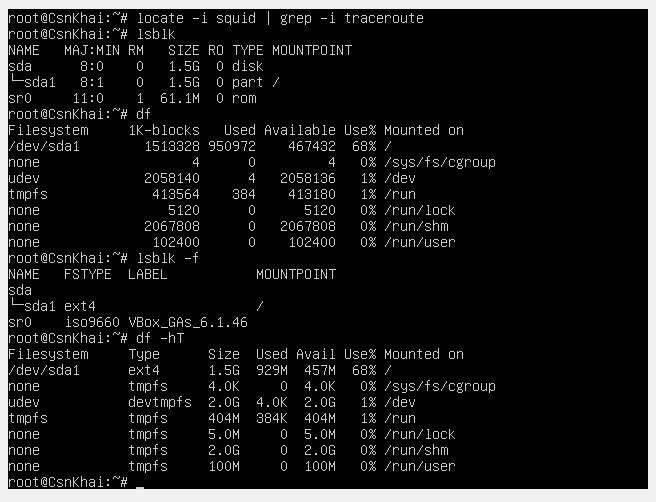 root@CsnKhai:~# locate -i squid | grep -i traceroute
root@CsnKhai:~# lsblk
NAME   MAJ:MIN RM   SIZE RO TYPE MOUNTPOINT
sda      8:0    0   1.5G  0 disk
└─sda1   8:1    0   1.5G  0 part /
sr0     11:0    1  61.1M  0 rom
root@CsnKhai:~# df
Filesystem     1K-blocks   Used Available Use% Mounted on
/dev/sda1        1513328 950972    467432  68% /
none                   4      0         4   0% /sys/fs/cgroup
udev             2058140      4   2058136   1% /dev
tmpfs             413564    384    413180   1% /run
none                5120      0      5120   0% /run/lock
none             2067808      0   2067808   0% /run/shm
none              102400      0    102400   0% /run/user
root@CsnKhai:~# lsblk -f
NAME   FSTYPE  LABEL           MOUNTPOINT
sda
└─sda1 ext4                    /
sr0    iso9660 VBox_GAs_6.1.46
root@CsnKhai:~# df -hT
Filesystem     Type      Size  Used Avail Use% Mounted on
/dev/sda1      ext4      1.5G  929M  457M  68% /
none           tmpfs     4.0K     0  4.0K   0% /sys/fs/cgroup
udev           devtmpfs  2.0G  4.0K  2.0G   1% /dev
tmpfs          tmpfs     404M  384K  404M   1% /run
none           tmpfs     5.0M     0  5.0M   0% /run/lock
none           tmpfs     2.0G     0  2.0G   0% /run/shm
none           tmpfs     100M     0  100M   0% /run/user
root@CsnKhai:~# _